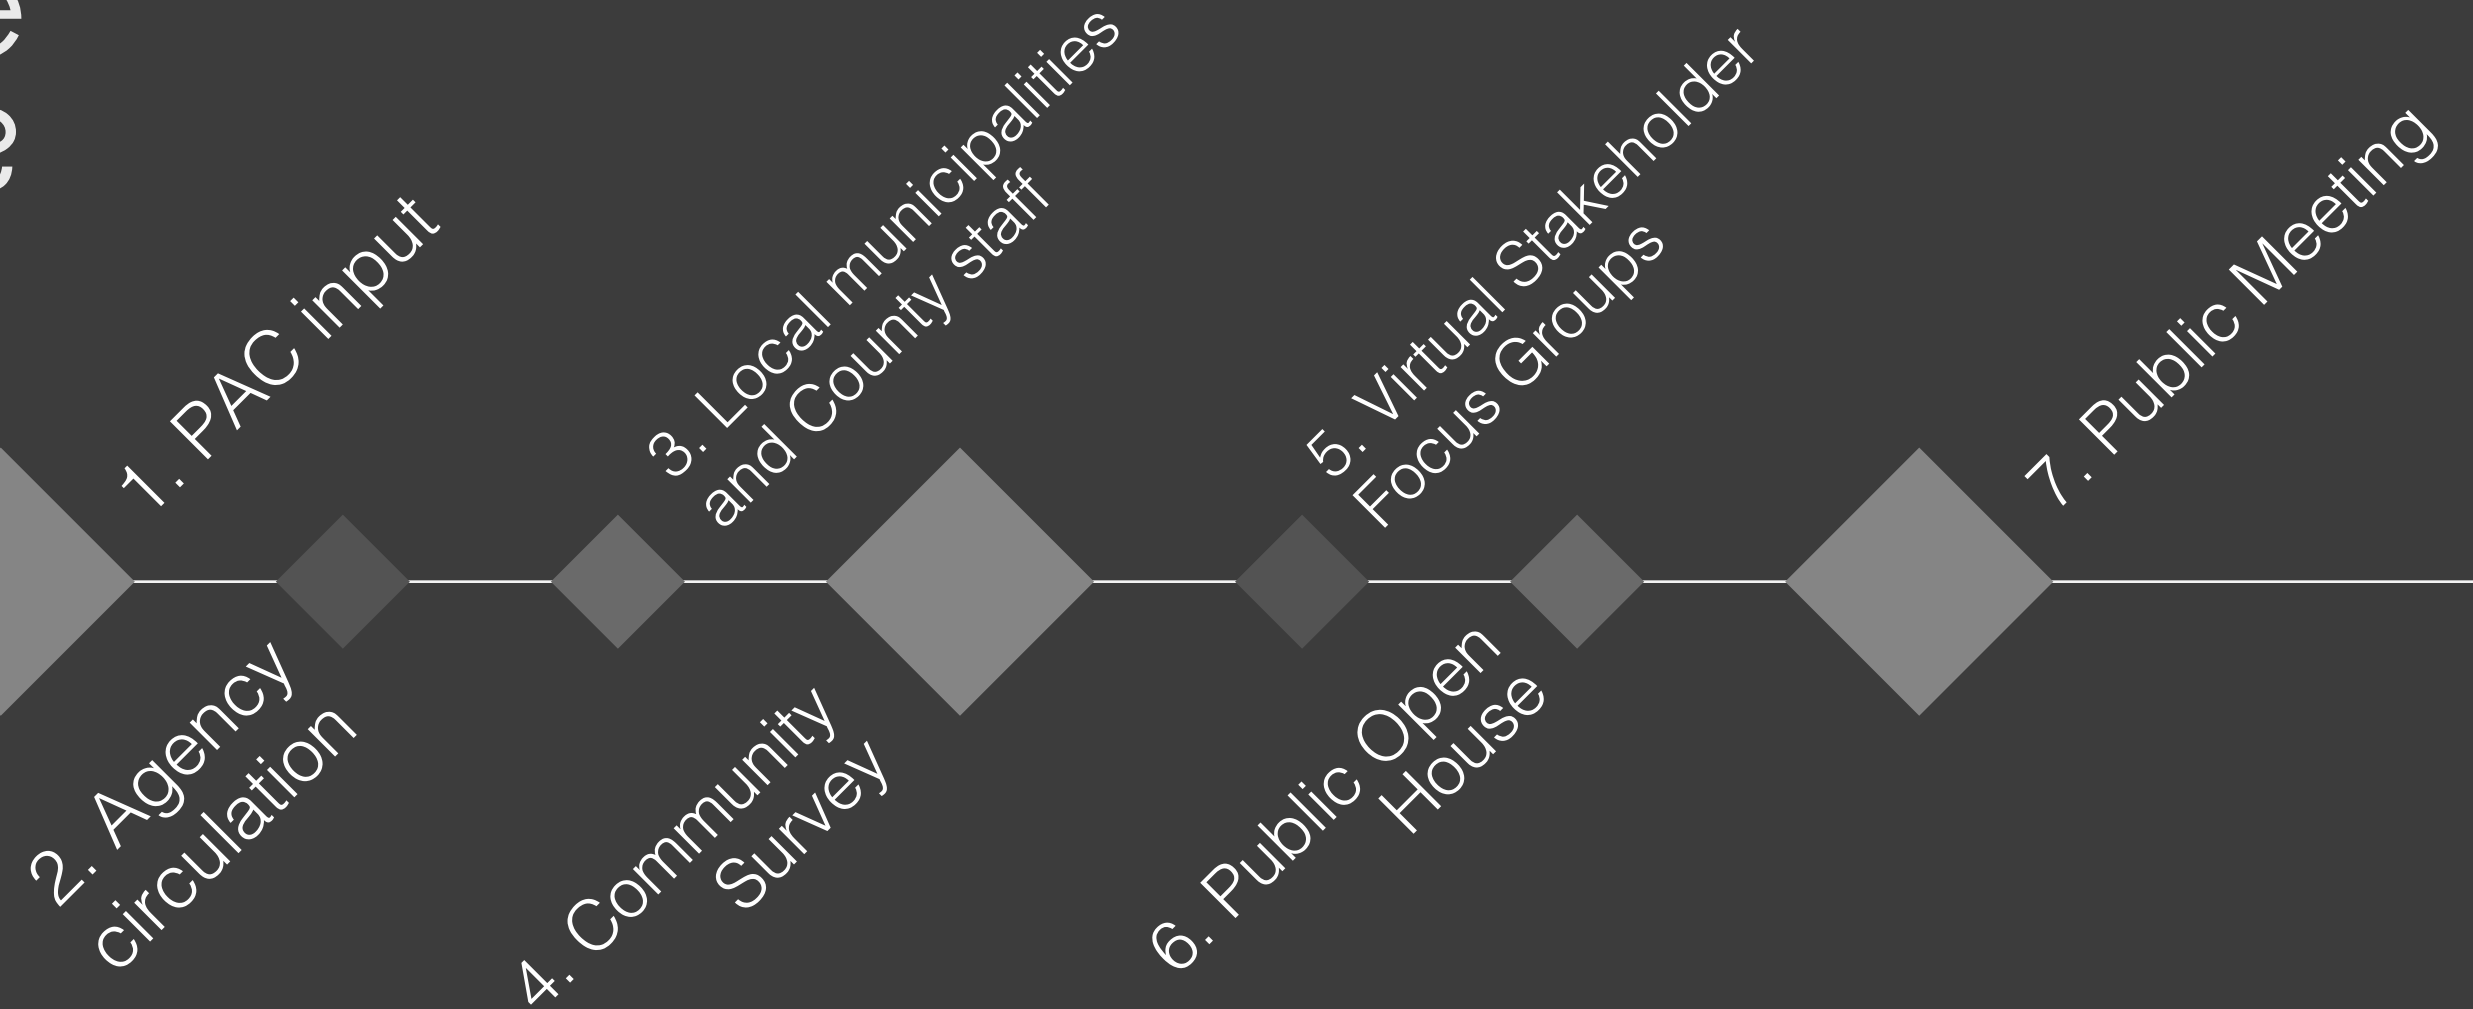 1. PAC input
2. Agency
circulation
3. Local municipalities
and County staff
4. Community
Survey
5. Virtual Stakeholder
Focus Groups
6. Public Open
House
7. Public Meeting